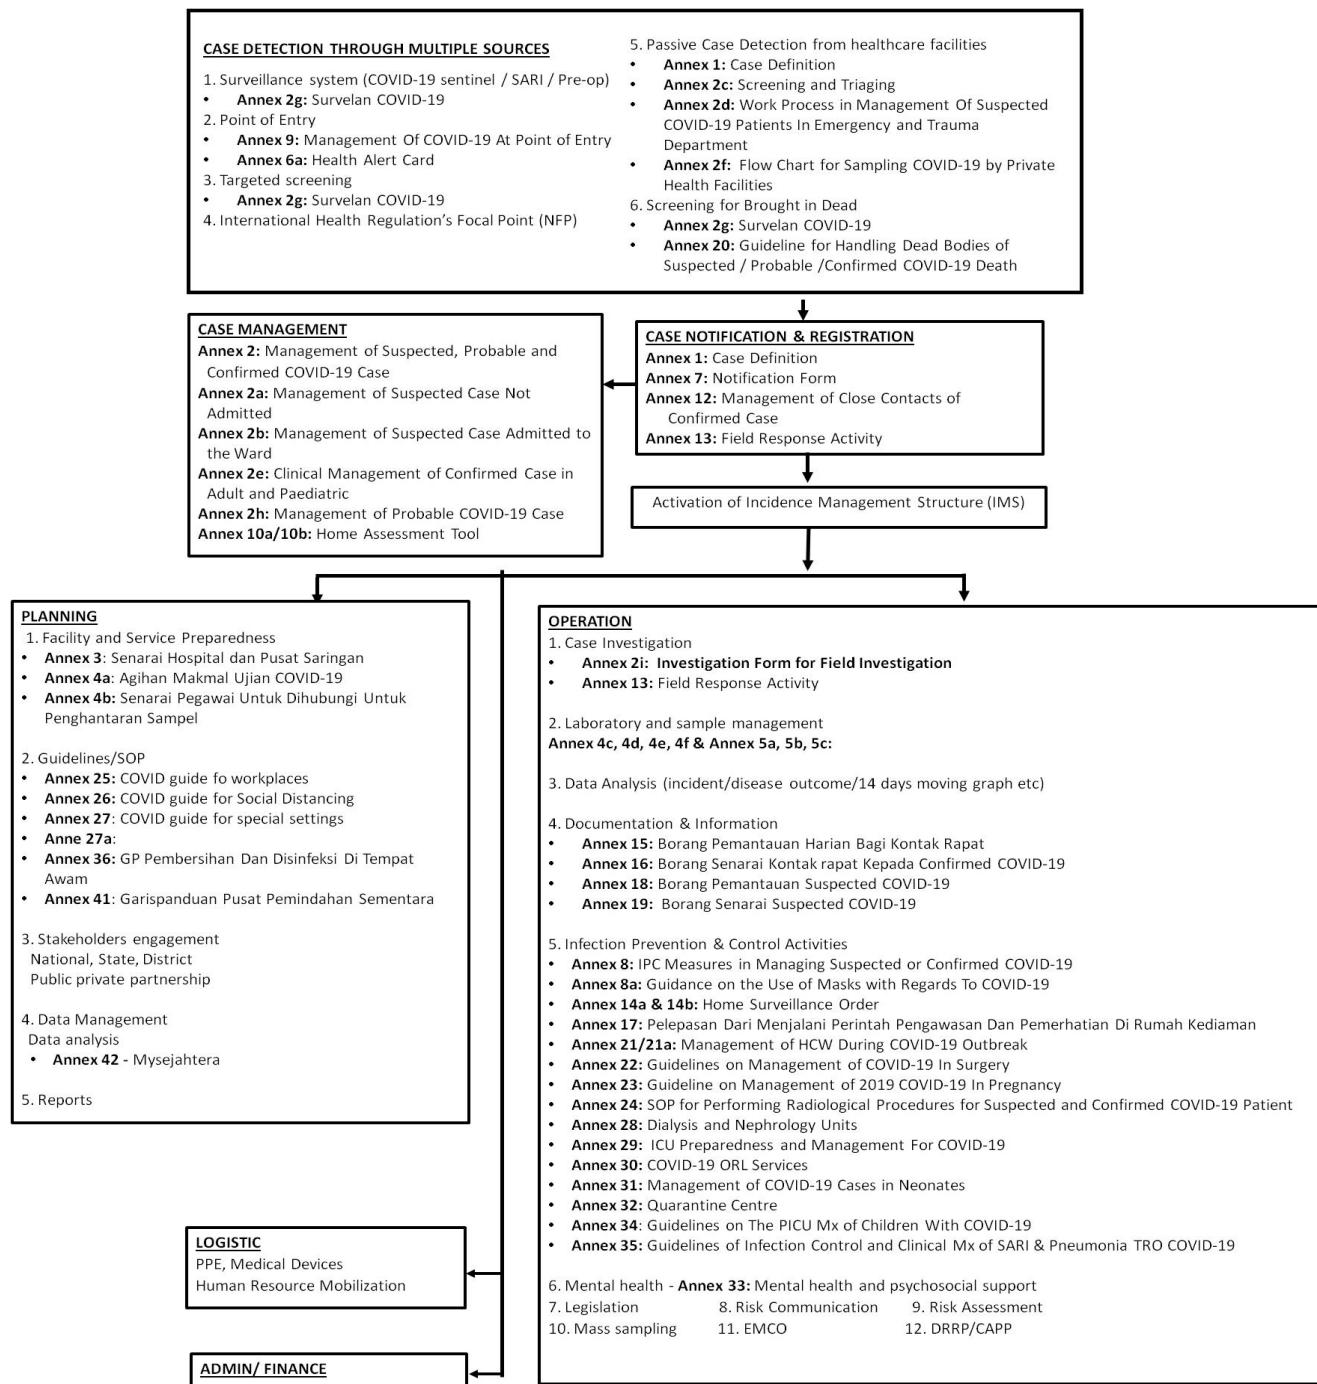 CASE DETECTION THROUGH MULTIPLE SOURCES
1. Surveillance system (COVID-19 sentinel / SARI / Pre-op)
• Annex 2g: Survelan COVID-19
2. Point of Entry
• Annex 9: Management Of COVID-19 At Point of Entry
• Annex 6a: Health Alert Card
3. Targeted screening
• Annex 2g: Survelan COVID-19
4. International Health Regulation's Focal Point (NFP)
5. Passive Case Detection from healthcare facilities
• Annex 1: Case Definition
• Annex 2c: Screening and Triaging
• Annex 2d: Work Process in Management Of Suspected
COVID-19 Patients In Emergency and Trauma
Department
• Annex 2f: Flow Chart for Sampling COVID-19 by Private
Health Facilities
6. Screening for Brought in Dead
• Annex 2g: Survelan COVID-19
• Annex 20: Guideline for Handling Dead Bodies of
Suspected / Probable /Confirmed COVID-19 Death
CASE MANAGEMENT
Annex 2: Management of Suspected, Probable and
Confirmed COVID-19 Case
Annex 2a: Management of Suspected Case Not
Admitted
Annex 2b: Management of Suspected Case Admitted to
the Ward
Annex 2e: Clinical Management of Confirmed Case in
Adult and Paediatric
Annex 2h: Management of Probable COVID-19 Case
Annex 10a/10b: Home Assessment Tool
CASE NOTIFICATION & REGISTRATION
Annex 1: Case Definition
Annex 7: Notification Form
Annex 12: Management of Close Contacts of
Confirmed Case
Annex 13: Field Response Activity
Activation of Incidence Management Structure (IMS)
PLANNING
1. Facility and Service Preparedness
• Annex 3: Senarai Hospital dan Pusat Saringan
• Annex 4a: Agihan Makmal Ujian COVID-19
• Annex 4b: Senarai Pegawai Untuk Dihubungi Untuk
Penghantaran Sampel
2. Guidelines/SOP
• Annex 25: COVID guide fo workplaces
• Annex 26: COVID guide for Social Distancing
• Annex 27: COVID guide for special settings
• Anne 27a:
• Annex 36: GP Pembersihan Dan Disinfeksi Di Tempat
Awam
• Annex 41: Garispanduan Pusat Pemindahan Sementara
3. Stakeholders engagement
National, State, District
Public private partnership
4. Data Management
Data analysis
• Annex 42 - Mysejahtera
5. Reports
OPERATION
1. Case Investigation
• Annex 2i: Investigation Form for Field Investigation
• Annex 13: Field Response Activity
2. Laboratory and sample management
Annex 4c, 4d, 4e, 4f & Annex 5a, 5b, 5c:
3. Data Analysis (incident/disease outcome/14 days moving graph etc)
4. Documentation & Information
• Annex 15: Borang Pemantauan Harian Bagi Kontak Rapat
• Annex 16: Borang Senarai Kontak rapat Kepada Confirmed COVID-19
• Annex 18: Borang Pemantauan Suspected COVID-19
• Annex 19: Borang Senarai Suspected COVID-19
5. Infection Prevention & Control Activities
• Annex 8: IPC Measures in Managing Suspected or Confirmed COVID-19
• Annex 8a: Guidance on the Use of Masks with Regards To COVID-19
• Annex 14a & 14b: Home Surveillance Order
• Annex 17: Pelepasan Dari Menjalani Perintah Pengawasan Dan Pemerhatian Di Rumah Kediaman
• Annex 21/21a: Management of HCW During COVID-19 Outbreak
• Annex 22: Guidelines on Management of COVID-19 In Surgery
• Annex 23: Guideline on Management of 2019 COVID-19 In Pregnancy
• Annex 24: SOP for Performing Radiological Procedures for Suspected and Confirmed COVID-19 Patient
• Annex 28: Dialysis and Nephrology Units
• Annex 29: ICU Preparedness and Management For COVID-19
• Annex 30: COVID-19 ORL Services
• Annex 31: Management of COVID-19 Cases in Neonates
• Annex 32: Quarantine Centre
• Annex 34: Guidelines on The PICU Mx of Children With COVID-19
• Annex 35: Guidelines of Infection Control and Clinical Mx of SARI & Pneumonia TRO COVID-19
6. Mental health - Annex 33: Mental health and psychosocial support
7. Legislation 8. Risk Communication 9. Risk Assessment
10. Mass sampling 11. EMCO 12. DRRP/CAPP
LOGISTIC
PPE, Medical Devices
Human Resource Mobilization
ADMIN/ FINANCE